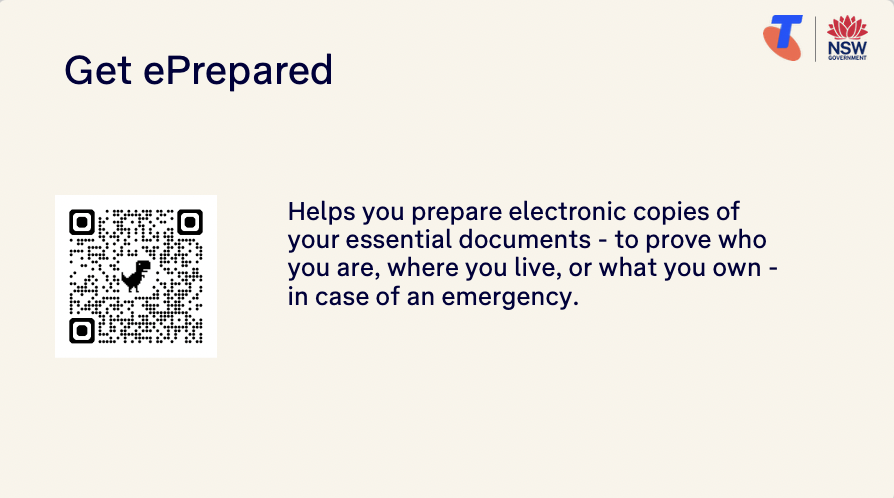 Get ePrepared
T
NSW
GOVERNMENT
Helps you prepare electronic copies of
your essential documents - to prove who
you are, where you live, or what you own -
in case of an emergency.